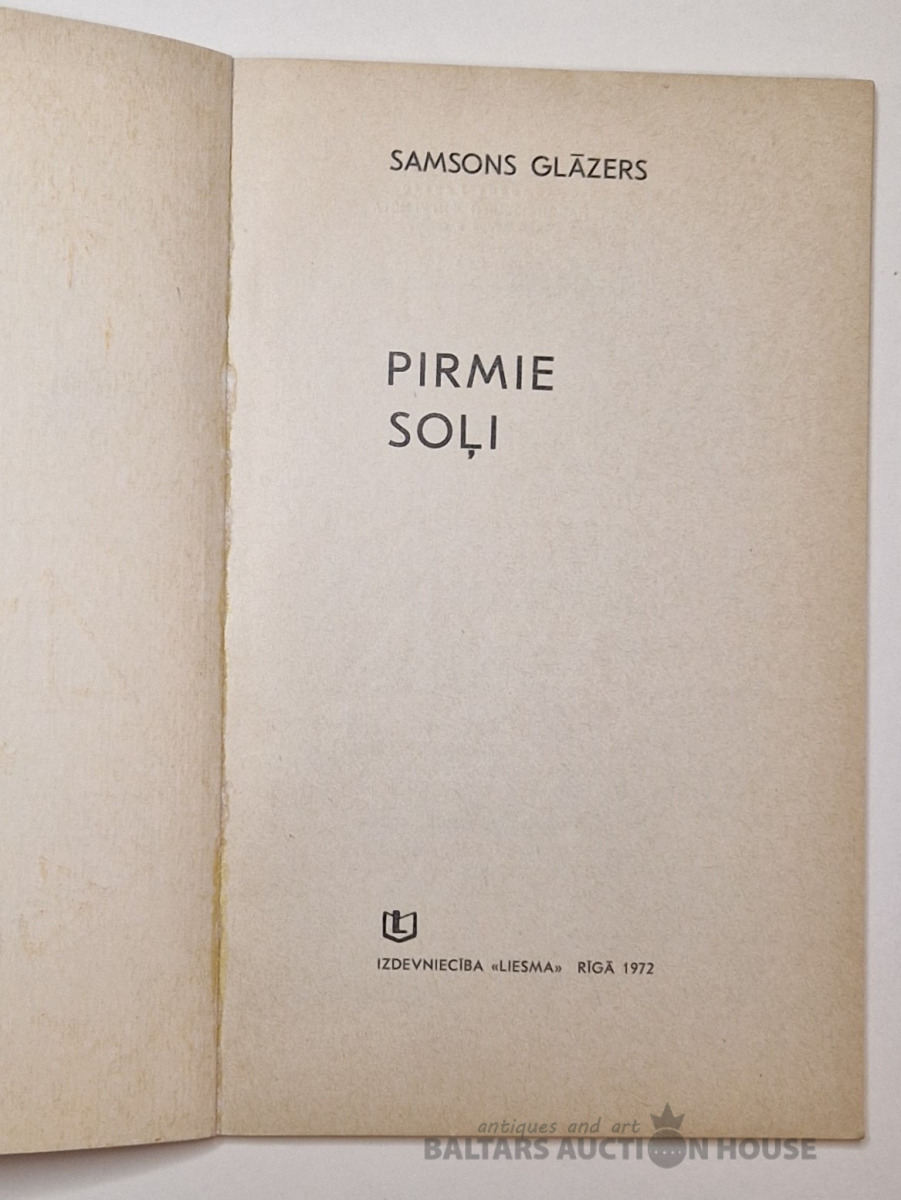 SAMSONS GLĀZERS
PIRMIE
SOĻI
L
IZDEVNIECĪBA «LIESMA» RĪGĀ 1972
antiques and art
BALTARS AUCTION HOUSE